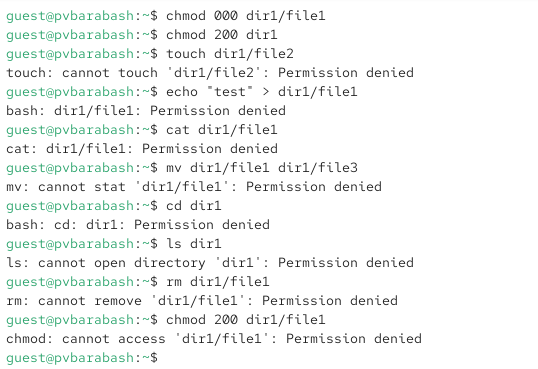 guest@pvbarabash:~$ chmod 000 dir1/file1
guest@pvbarabash:~$ chmod 200 dir1
guest@pvbarabash:~$ touch dir1/file2
touch: cannot touch 'dir1/file2': Permission denied
guest@pvbarabash:~$ echo "test" > dir1/file1
bash: dir1/file1: Permission denied
guest@pvbarabash:~$ cat dir1/file1
cat: dir1/file1: Permission denied
guest@pvbarabash:~$ mv dir1/file1 dir1/file3
mv: cannot stat 'dir1/file1': Permission denied
guest@pvbarabash:~$ cd dir1
bash: cd: dir1: Permission denied
guest@pvbarabash:~$ ls dir1
ls: cannot open directory 'dir1': Permission denied
guest@pvbarabash:~$ rm dir1/file1
rm: cannot remove 'dir1/file1': Permission denied
guest@pvbarabash:~$ chmod 200 dir1/file1
chmod: cannot access 'dir1/file1': Permission denied
guest@pvbarabash:~$